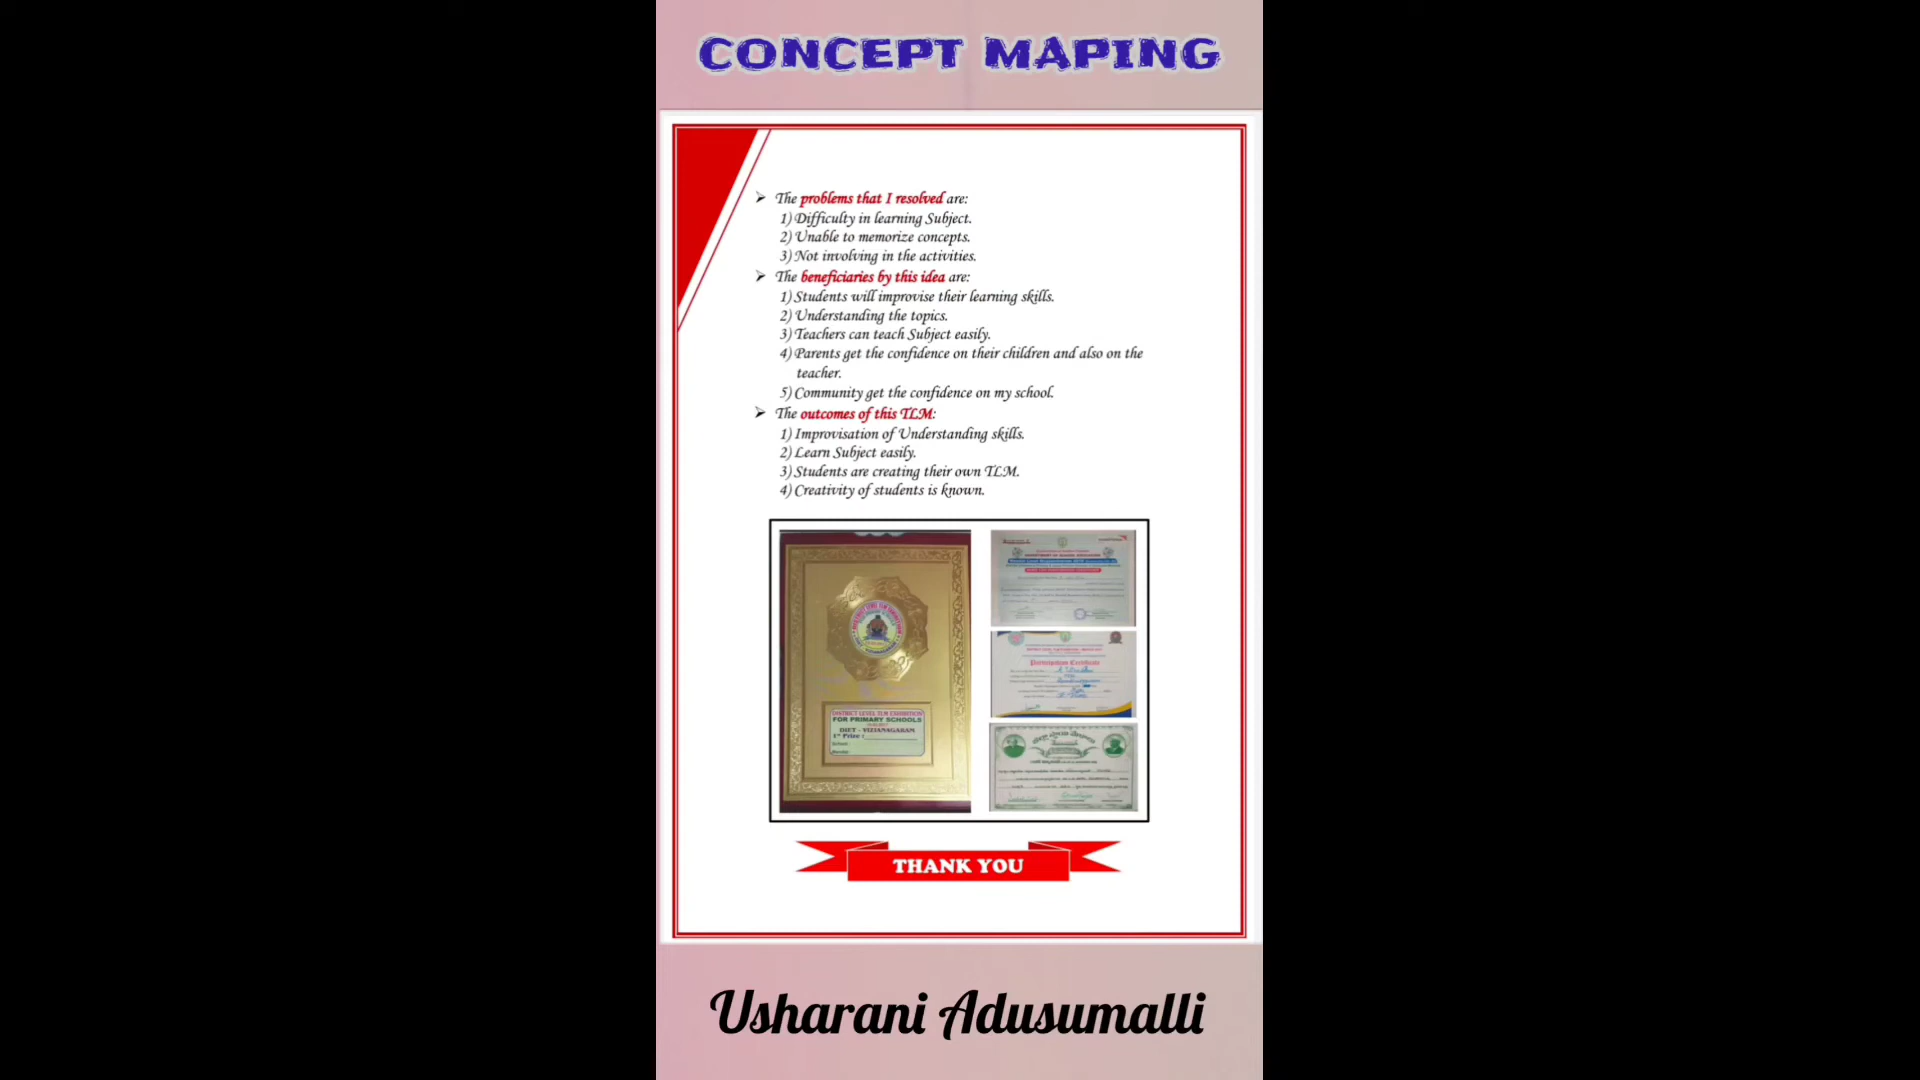 CONCEPT MAPING
➢ The problems that I resolved are:
1) Difficulty in learning Subject.
2) Unable to memorize concepts.
3) Not involving in the activities.
➢ The beneficiaries by this idea are:
1) Students will improvise their learning skills.
2) Understanding the topics.
3) Teachers can teach Subject easily.
4) Parents get the confidence on their children and also on the
teacher.
5) Community get the confidence on my school.
➢ The outcomes of this TLM:
1) Improvisation of Understanding skills.
2) Learn Subject easily.
3) Students are creating their own TLM.
4) Creativity of students is known.
DISTRICT LEVEL TLM EXHIBITION
FOR PRIMARY SCHOOLS
DIET - VIZIANAGARAM
1st Prize :
Participation Certificate
THANK YOU
Usharani Adusumalli